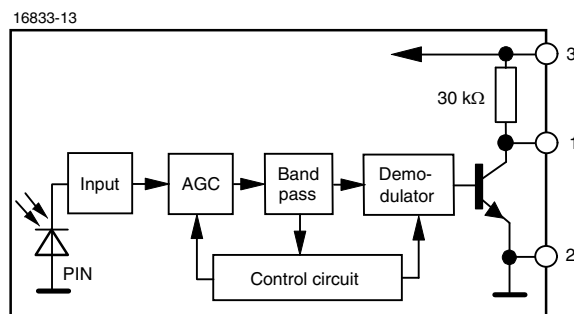 16833-13
3
30 kΩ
1
Input
AGC
Band
pass
Demo-
dulator
2
PIN
Control circuit